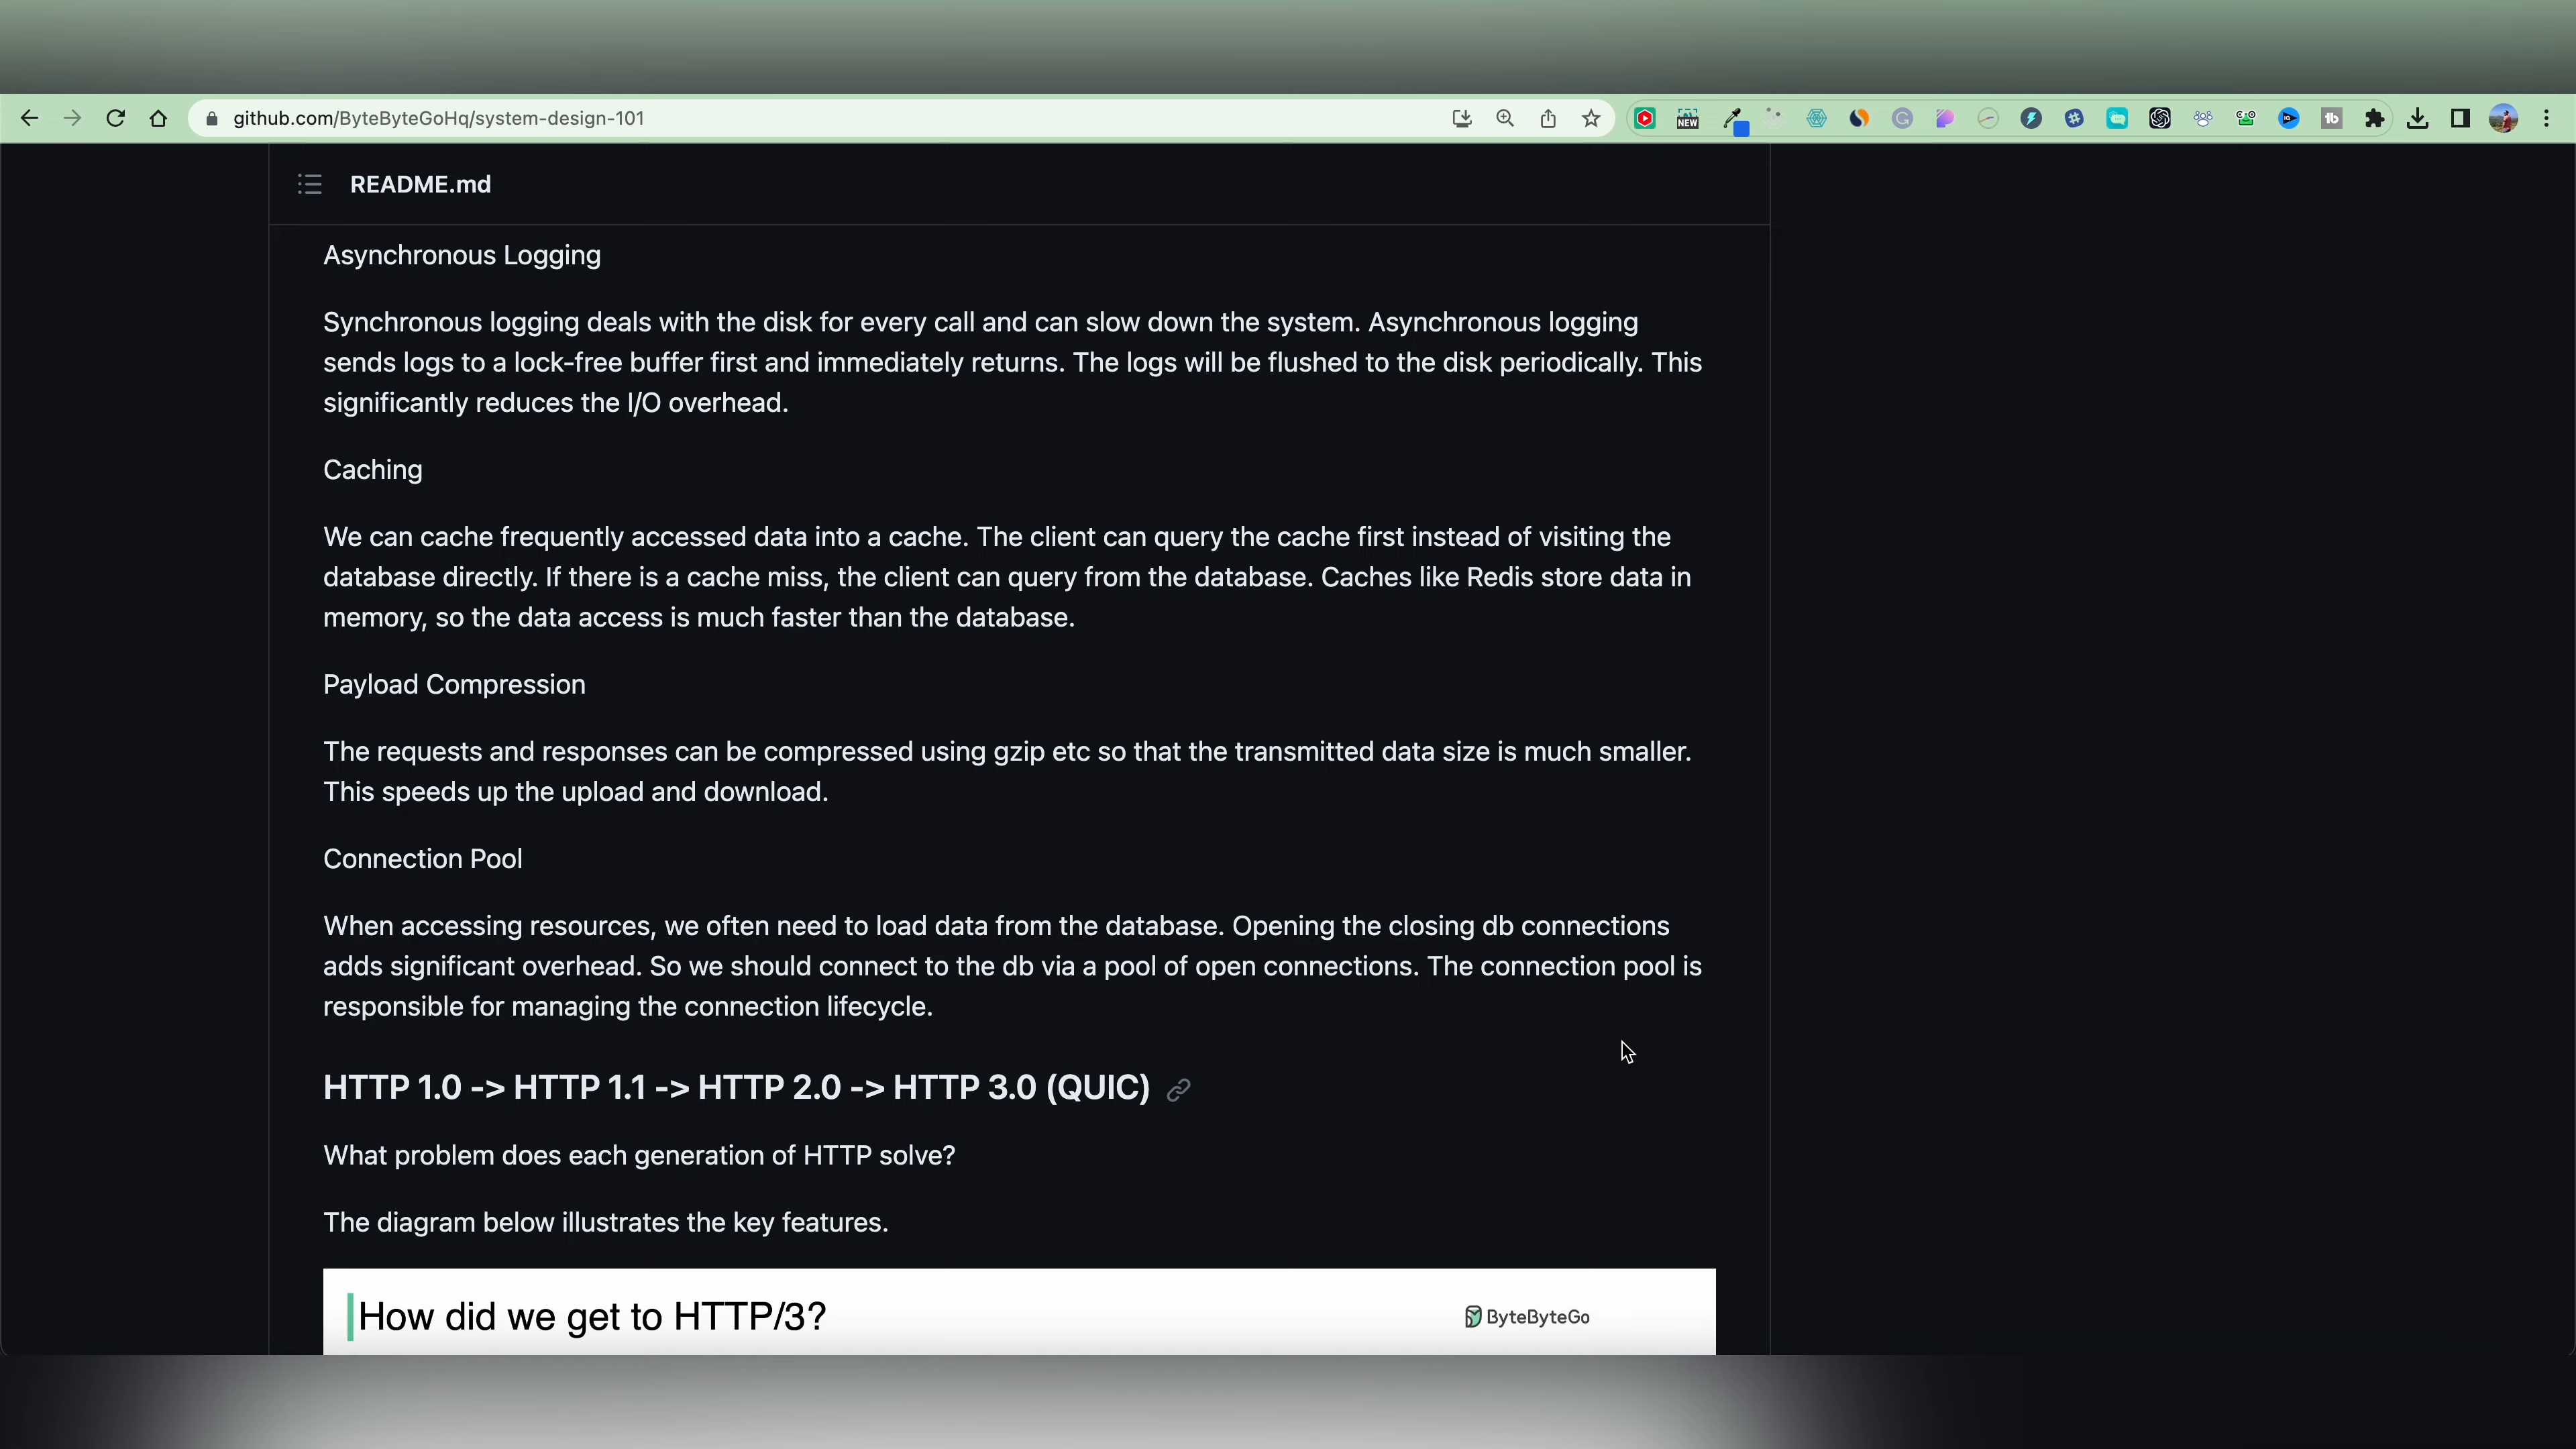 github.com/ByteByteGoHq/system-design-101
NEW
README.md
Asynchronous Logging
Synchronous logging deals with the disk for every call and can slow down the system. Asynchronous logging
sends logs to a lock-free buffer first and immediately returns. The logs will be flushed to the disk periodically. This
significantly reduces the I/O overhead.
Caching
We can cache frequently accessed data into a cache. The client can query the cache first instead of visiting the
database directly. If there is a cache miss, the client can query from the database. Caches like Redis store data in
memory, so the data access is much faster than the database.
Payload Compression
The requests and responses can be compressed using gzip etc so that the transmitted data size is much smaller.
This speeds up the upload and download.
Connection Pool
When accessing resources, we often need to load data from the database. Opening the closing db connections
adds significant overhead. So we should connect to the db via a pool of open connections. The connection pool is
responsible for managing the connection lifecycle.
HTTP 1.0 -> HTTP 1.1 -> HTTP 2.0 -> HTTP 3.0 (QUIC)
What problem does each generation of HTTP solve?
The diagram below illustrates the key features.
How did we get to HTTP/3?
ByteByteGo